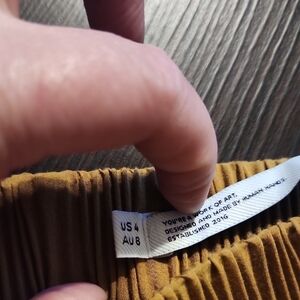 US 4
AU 8
YOU'RE A WORK OF ART.
DESIGNED AND MADE BY HUMAN HANDS.
ESTABLISHED 2016